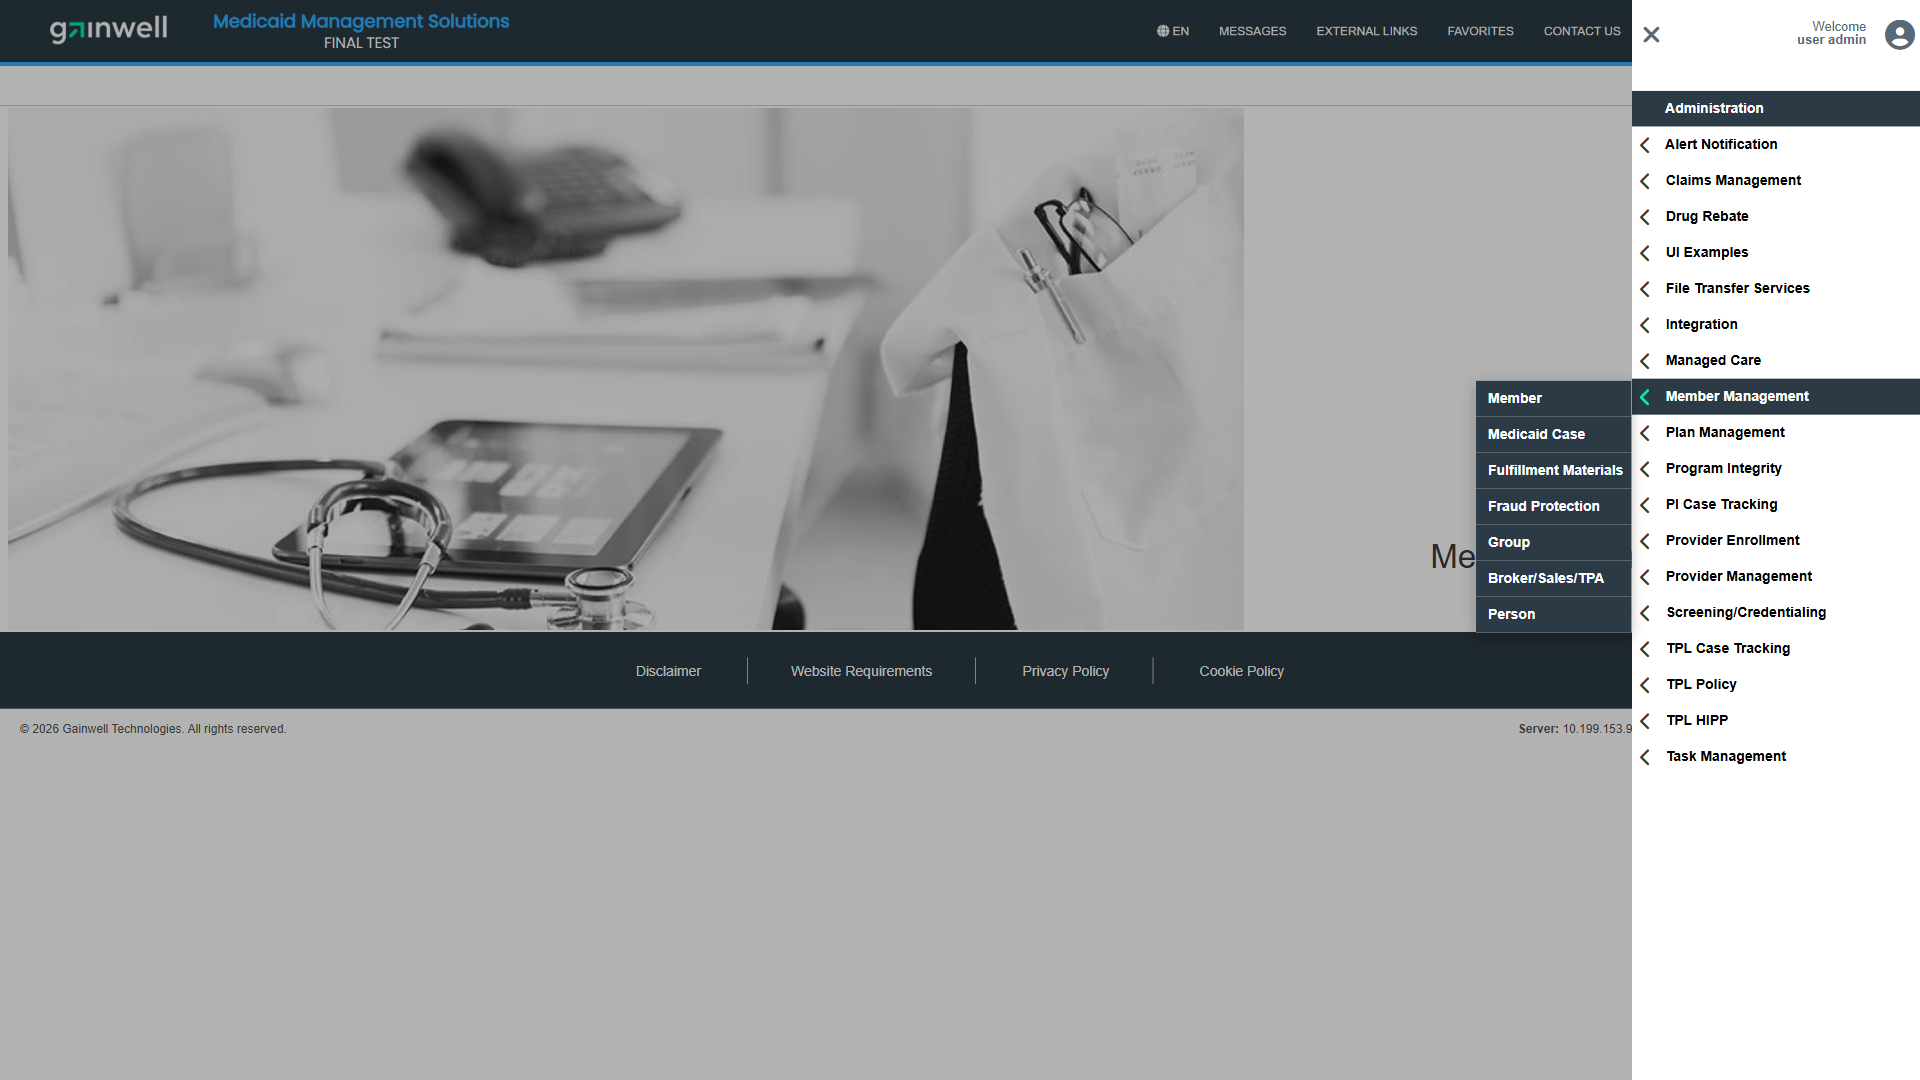 gainwell
Medicaid Management Solutions
FINAL TEST
EN
MESSAGES
EXTERNAL LINKS
FAVORITES
CONTACT US
Welcome
user admin
Administration
Alert Notification
Claims Management
Drug Rebate
UI Examples
File Transfer Services
Integration
Managed Care
Member Management
Plan Management
Program Integrity
PI Case Tracking
Provider Enrollment
Provider Management
Screening/Credentialing
TPL Case Tracking
TPL Policy
TPL HIPP
Task Management
Member
Medicaid Case
Fulfillment Materials
Fraud Protection
Group
Broker/Sales/TPA
Person
Me
Disclaimer
Website Requirements
Privacy Policy
Cookie Policy
© 2026 Gainwell Technologies. All rights reserved.
Server: 10.199.153.9